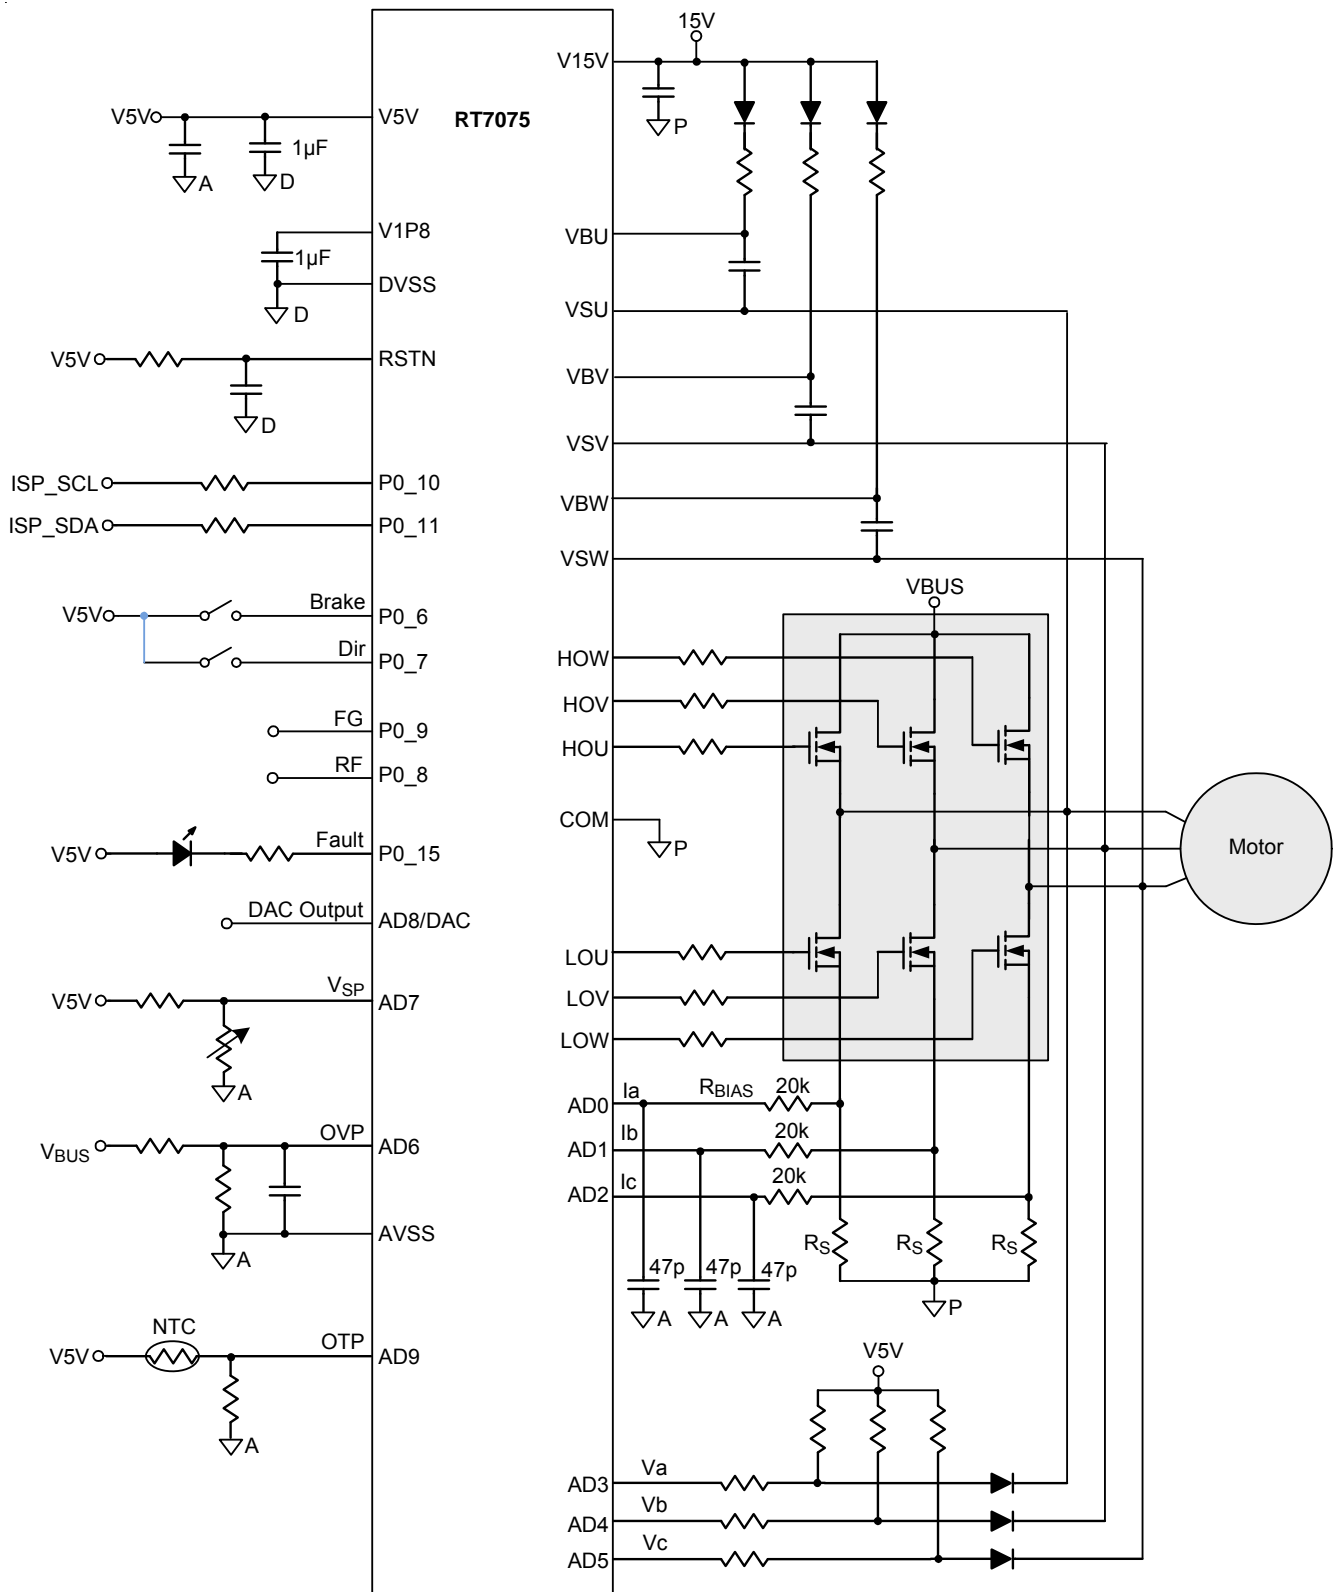 15V
V15V
V5V
V5V
RT7075
P
1µF
A
D
V1P8
VBU
1µF
DVSS
D
VSU
V5V
RSTN
VBV
D
VSV
ISP_SCL
P0_10
VBW
ISP_SDA
P0_11
VSW
VBUS
V5V
Brake
P0_6
Dir
P0_7
HOW
HOV
FG
P0_9
HOU
RF
P0_8
COM
P
Fault
V5V
P0_15
Motor
DAC Output
AD8/DAC
LOU
VSP
V5V
AD7
LOV
LOW
A
Ia
RBIAS
20k
AD0
OVP
VBUS
AD6
Ib
20k
AD1
Ic
20k
AD2
AVSS
RS
RS
RS
A
47p
47p
47p
A
A
A
P
NTC
OTP
V5V
AD9
V5V
A
Va
AD3
Vb
AD4
Vc
AD5